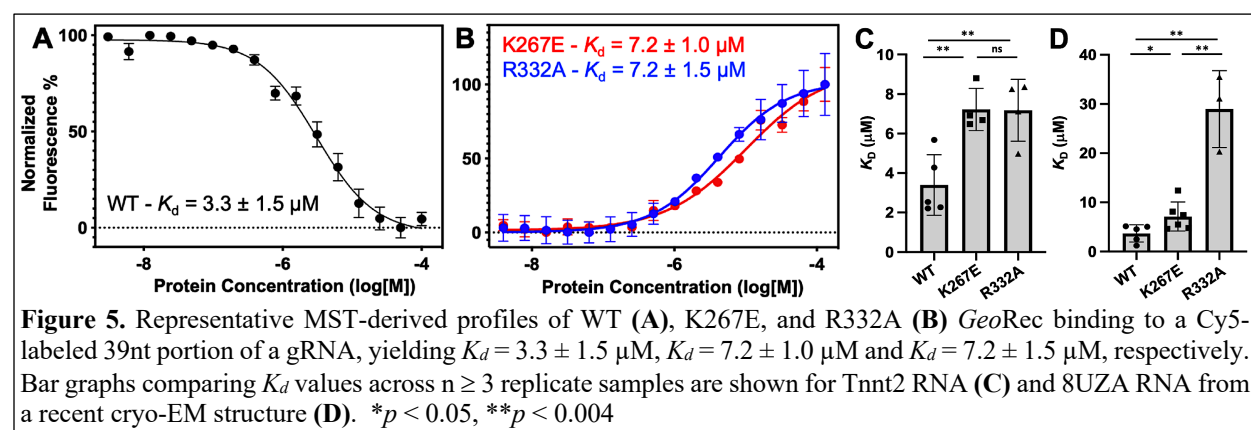 A
B
C
D
K267E - Kd = 7.2 ± 1.0 µM
R332A - Kd = 7.2 ± 1.5 µM
WT - Kd = 3.3 ± 1.5 µM
Normalized
Fluorescence %
100
50
0
-8
-6
-4
Protein Concentration (log[M])
100
50
0
-8
-6
-4
Protein Concentration (log[M])
**
**
ns
KD (µM)
10
8
6
4
2
0
WT
K267E
R332A
**
*
**
KD (µM)
40
30
20
10
0
WT
K267E
R332A
Figure 5. Representative MST-derived profiles of WT (A), K267E, and R332A (B) GeoRec binding to a Cy5-
labeled 39nt portion of a gRNA, yielding Kd = 3.3 ± 1.5 µM, Kd = 7.2 ± 1.0 µM and Kd = 7.2 ± 1.5 µM, respectively.
Bar graphs comparing Kd values across n ≥ 3 replicate samples are shown for Tnnt2 RNA (C) and 8UZA RNA from
a recent cryo-EM structure (D). *p < 0.05, **p < 0.004